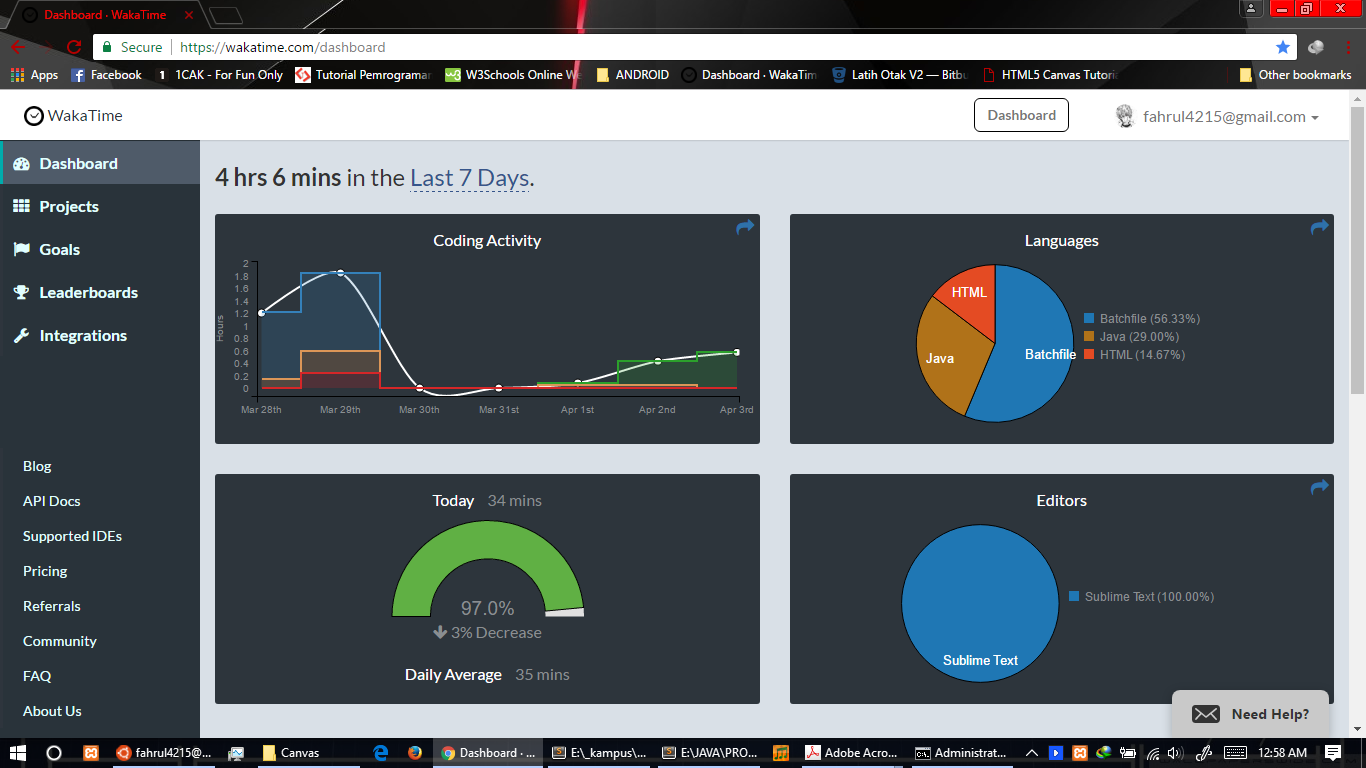 Dashboard · WakaTime
Secure https://wakatime.com/dashboard
Apps Facebook 1CAK - For Fun Only Tutorial Pemrograman W3Schools Online We ANDROID Dashboard · WakaTim Latih Otak V2 — Bitbu HTML5 Canvas Tutori Other bookmarks
WakaTime
Dashboard
fahrul4215@gmail.com
Dashboard
Projects
Goals
Leaderboards
Integrations
Blog
API Docs
Supported IDEs
Pricing
Referrals
Community
FAQ
About Us
4 hrs 6 mins in the Last 7 Days.
Coding Activity
Hours
2
1.8
1.6
1.4
1.2
1
0.8
0.6
0.4
0.2
0
Mar 28th Mar 29th Mar 30th Mar 31st Apr 1st Apr 2nd Apr 3rd
Languages
HTML
Java
Batchfile
Batchfile (56.33%)
Java (29.00%)
HTML (14.67%)
Today 34 mins
97.0%
3% Decrease
Daily Average 35 mins
Editors
Sublime Text
Sublime Text (100.00%)
Need Help?
fahrul4215@... Canvas Dashboard · ... E:\_kampus\... E:\JAVA\PRO... Adobe Acro... Administrat... 12:58 AM